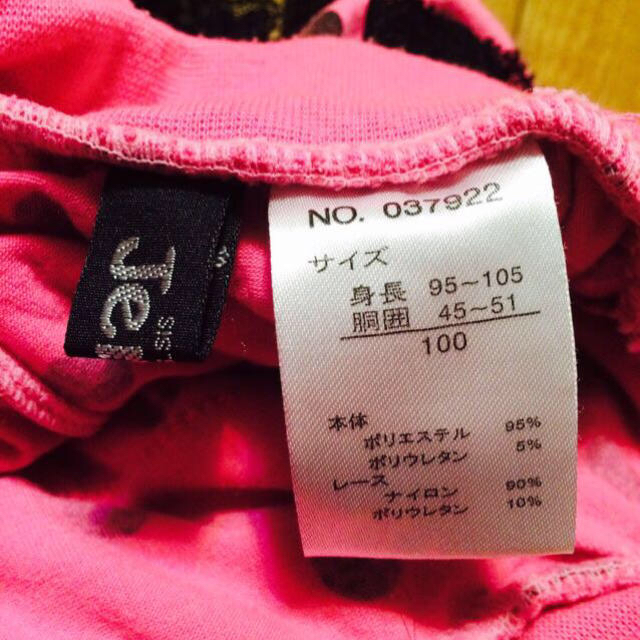 NO. 037922
サイズ
身長 95~105
胴囲 45~51
100
本体
ポリエステル 95%
ポリウレタン 5%
レース
ナイロン 90%
ポリウレタン 10%